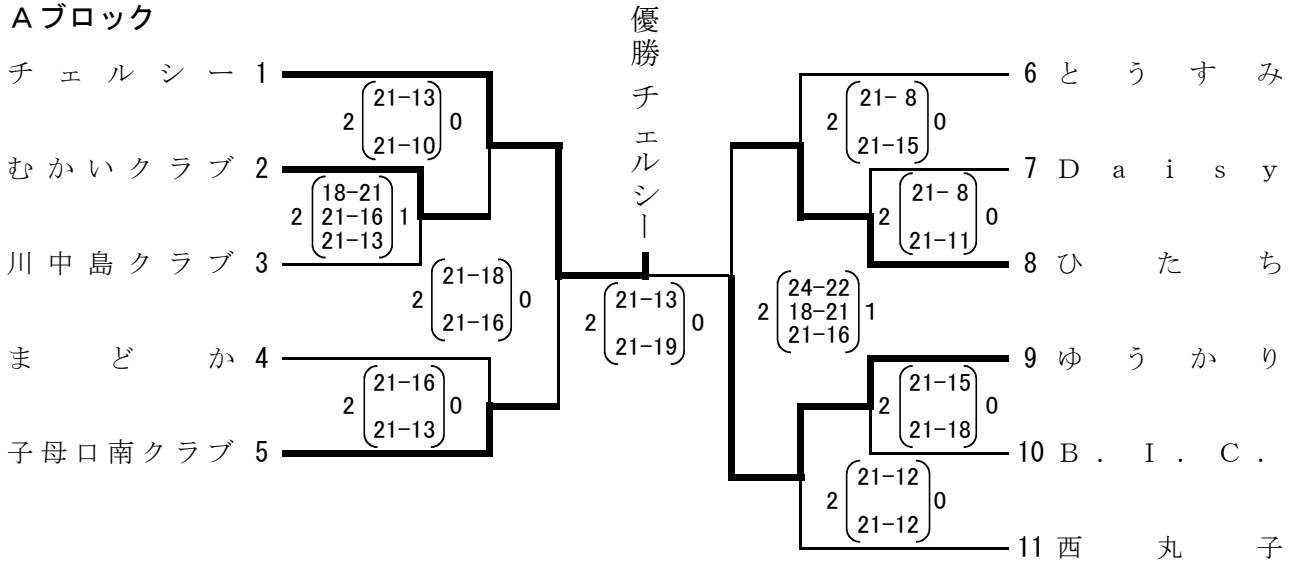 Aブロック
優勝 チェルシー
チェルシー 1
2 21-13 0
21-10
むかいクラブ 2
18-21
2 21-16 1
21-13
川中島クラブ 3
2 21-18 0
21-16
まどか 4
2 21-16 0
21-13
子母口南クラブ 5
2 21-13 0
21-19
6 とうすみ
2 21- 8 0
21-15
7 Daisy
2 21- 8 0
21-11
8 ひたち
24-22
2 18-21 1
21-16
9 ゆうかり
2 21-15 0
21-18
10 B.I.C.
2 21-12 0
21-12
11 西丸子